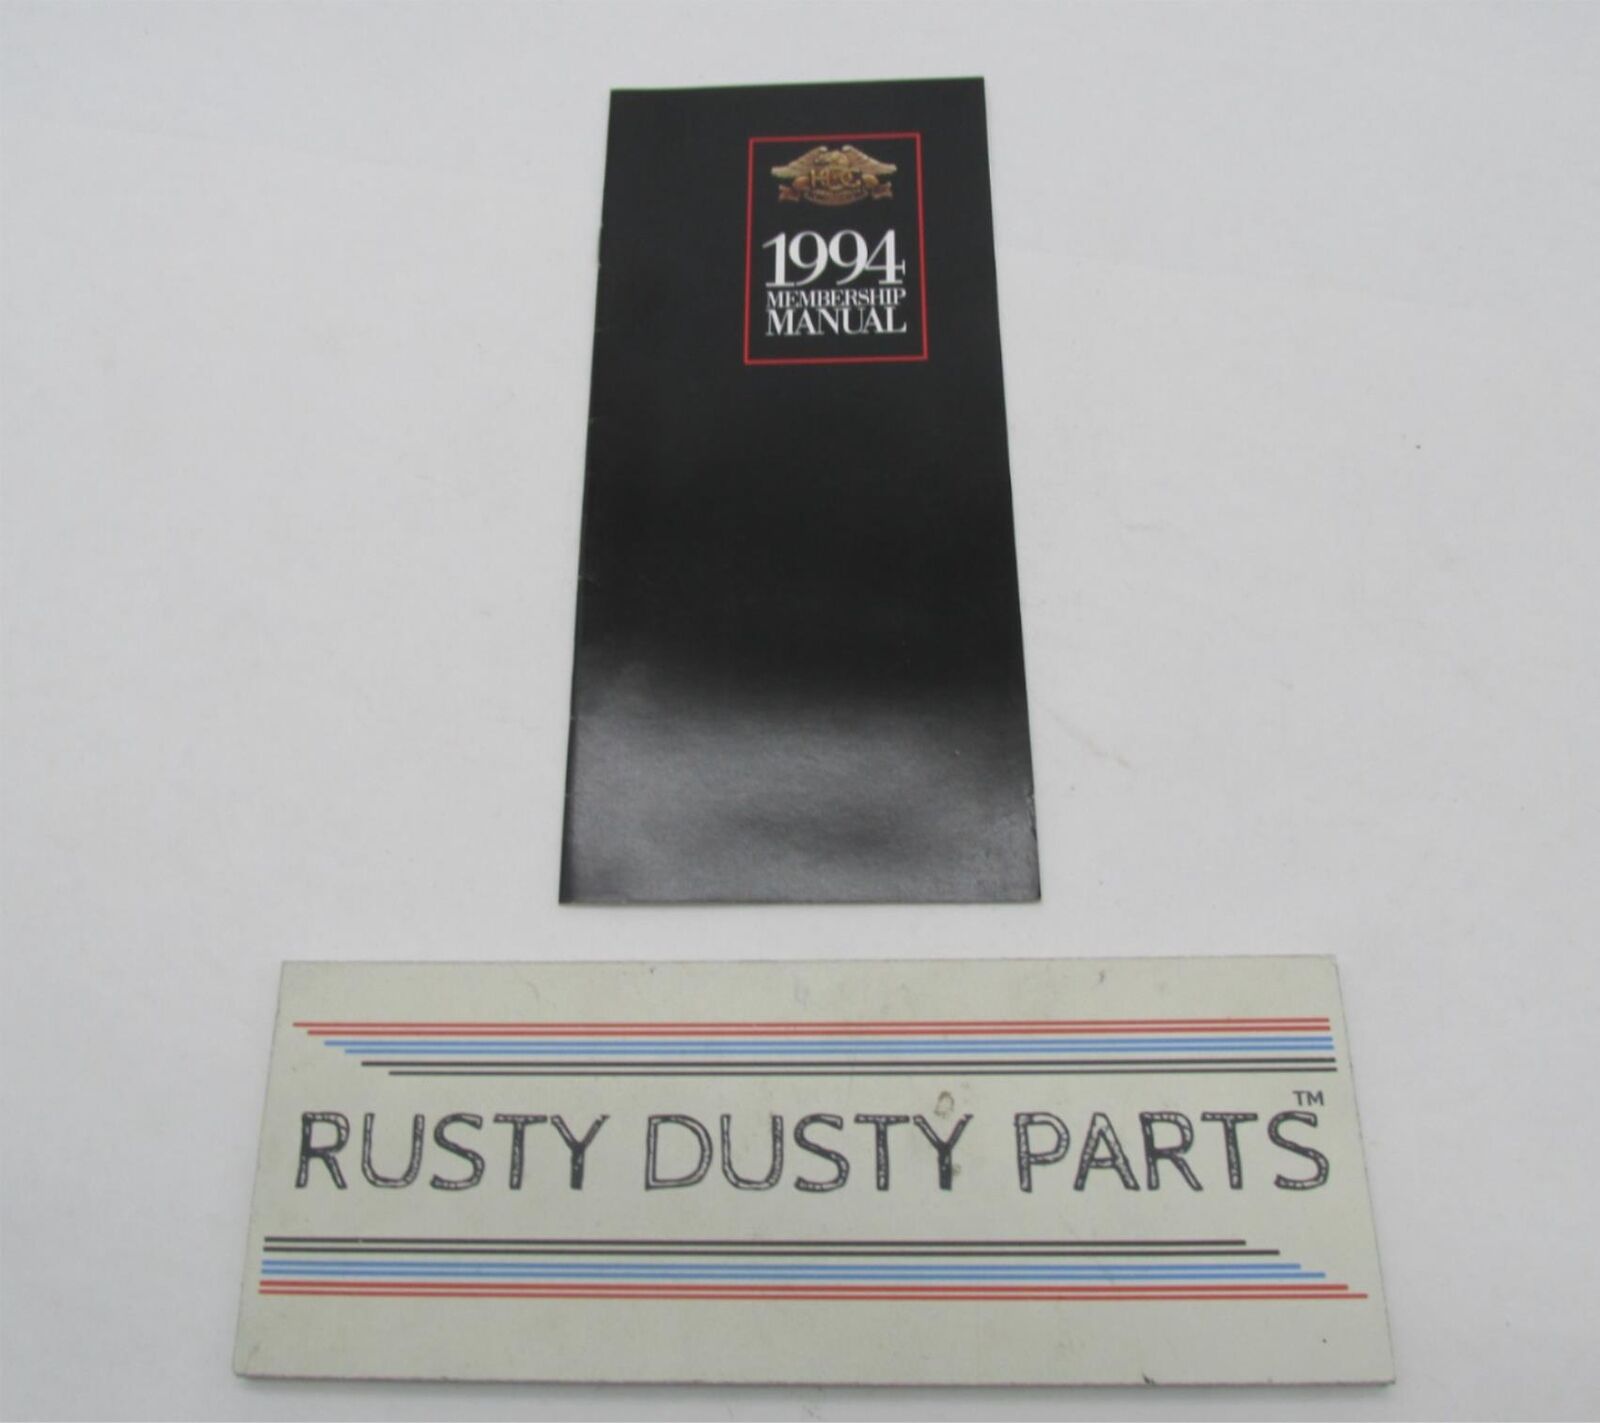 1994
MEMBERSHIP
MANUAL
RUSTY DUSTY PARTS™